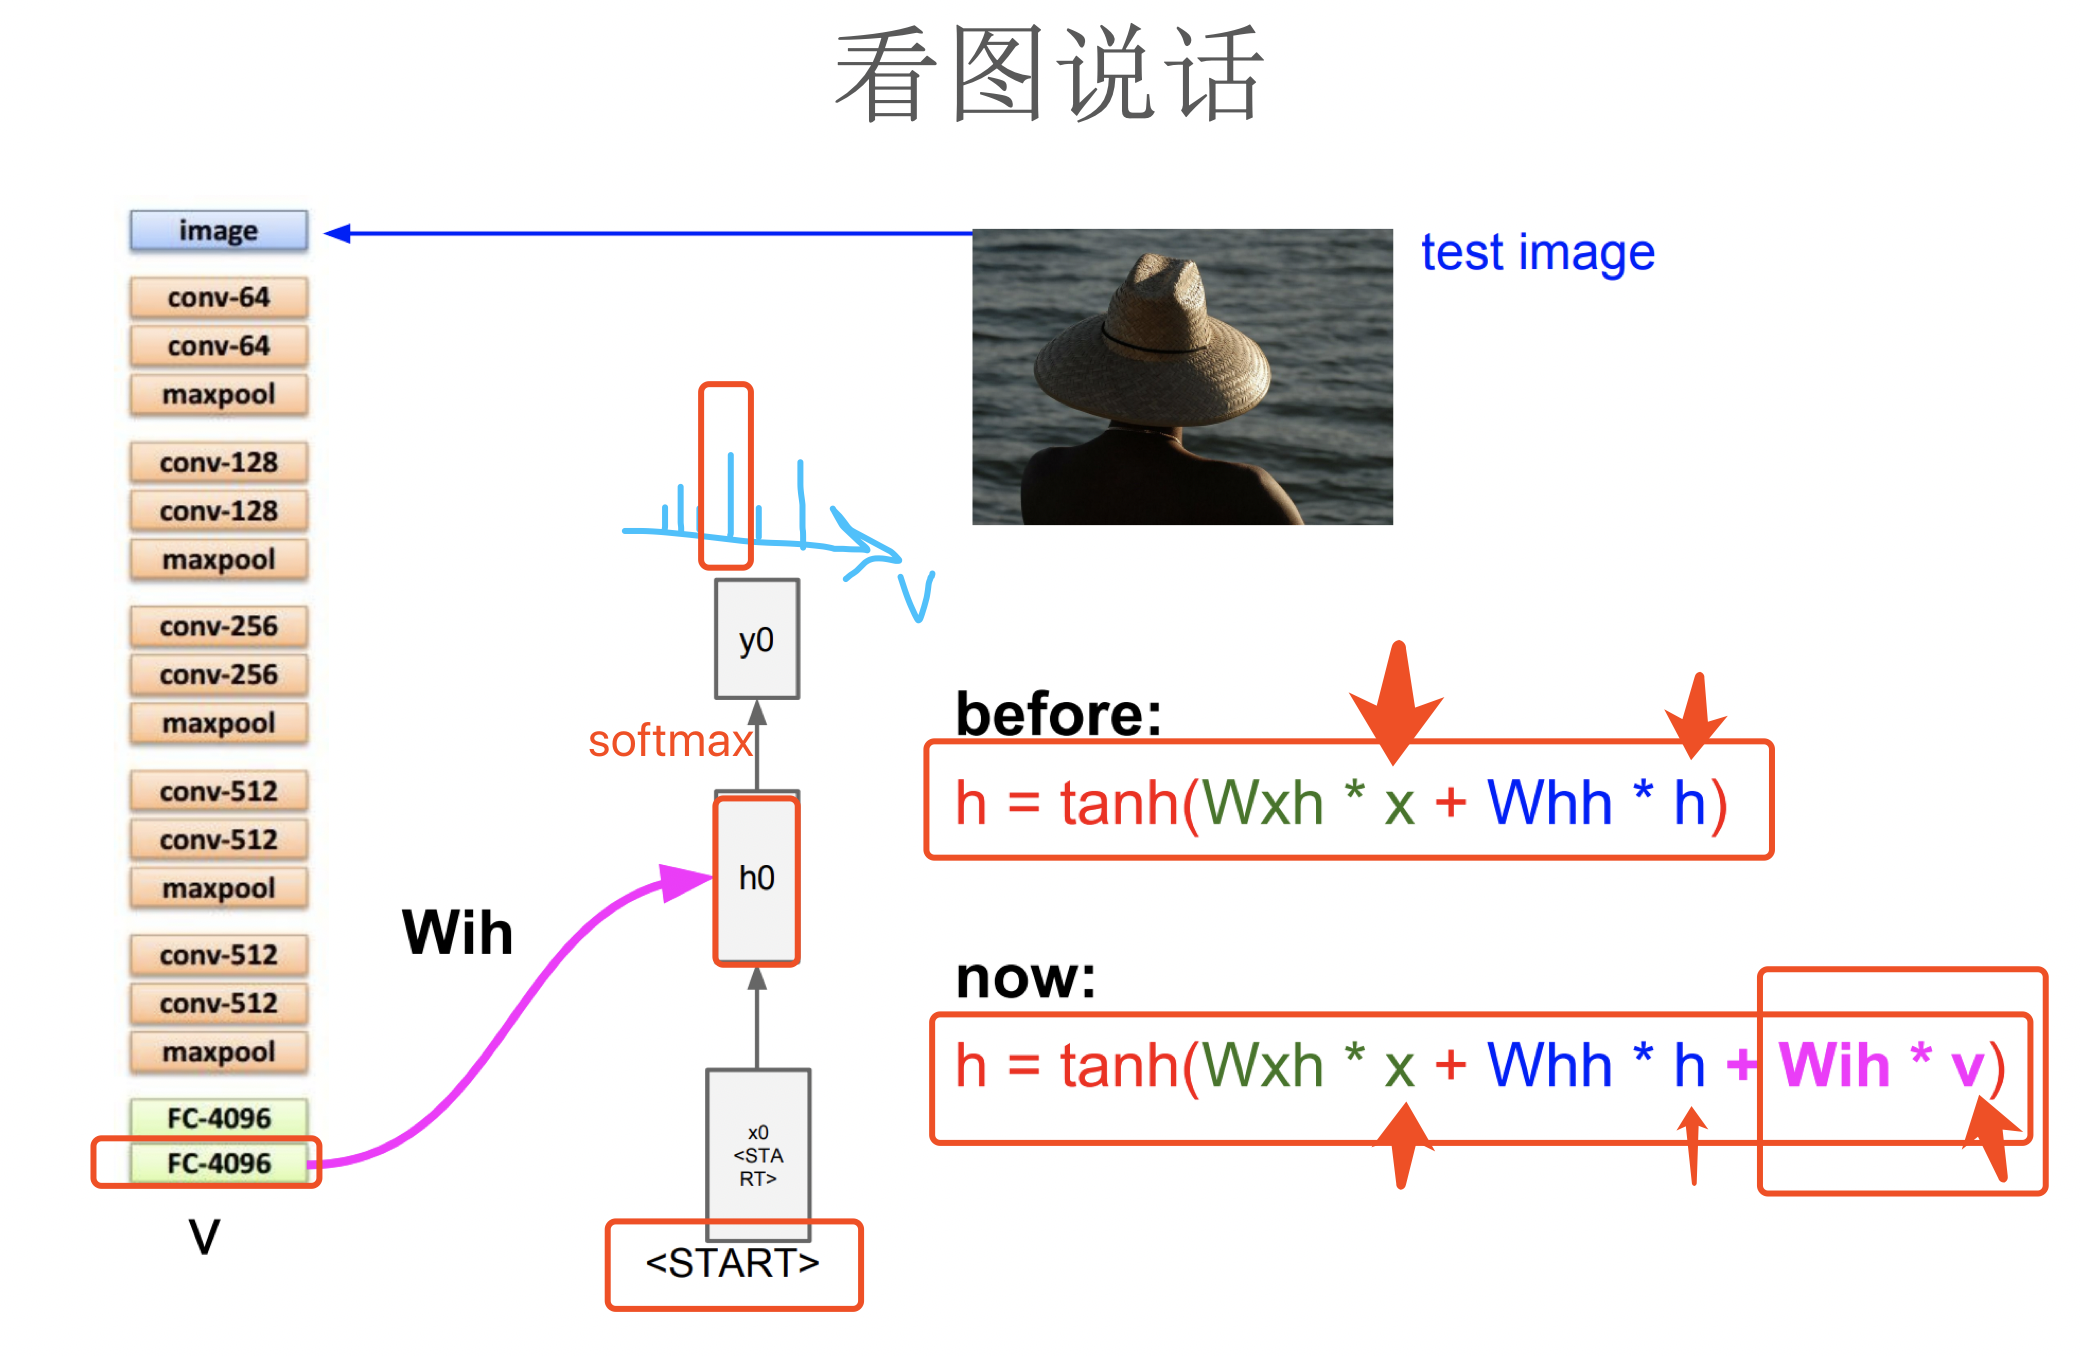 看图说话
image
conv-64
conv-64
maxpool
conv-128
conv-128
maxpool
conv-256
conv-256
maxpool
conv-512
conv-512
maxpool
conv-512
conv-512
maxpool
FC-4096
FC-4096
v
Wih
test image
V
y0
softmax
h0
x0
<STA
RT>
<START>
before:
h = tanh(Wxh * x + Whh * h)
now:
h = tanh(Wxh * x + Whh * h + Wih * v)